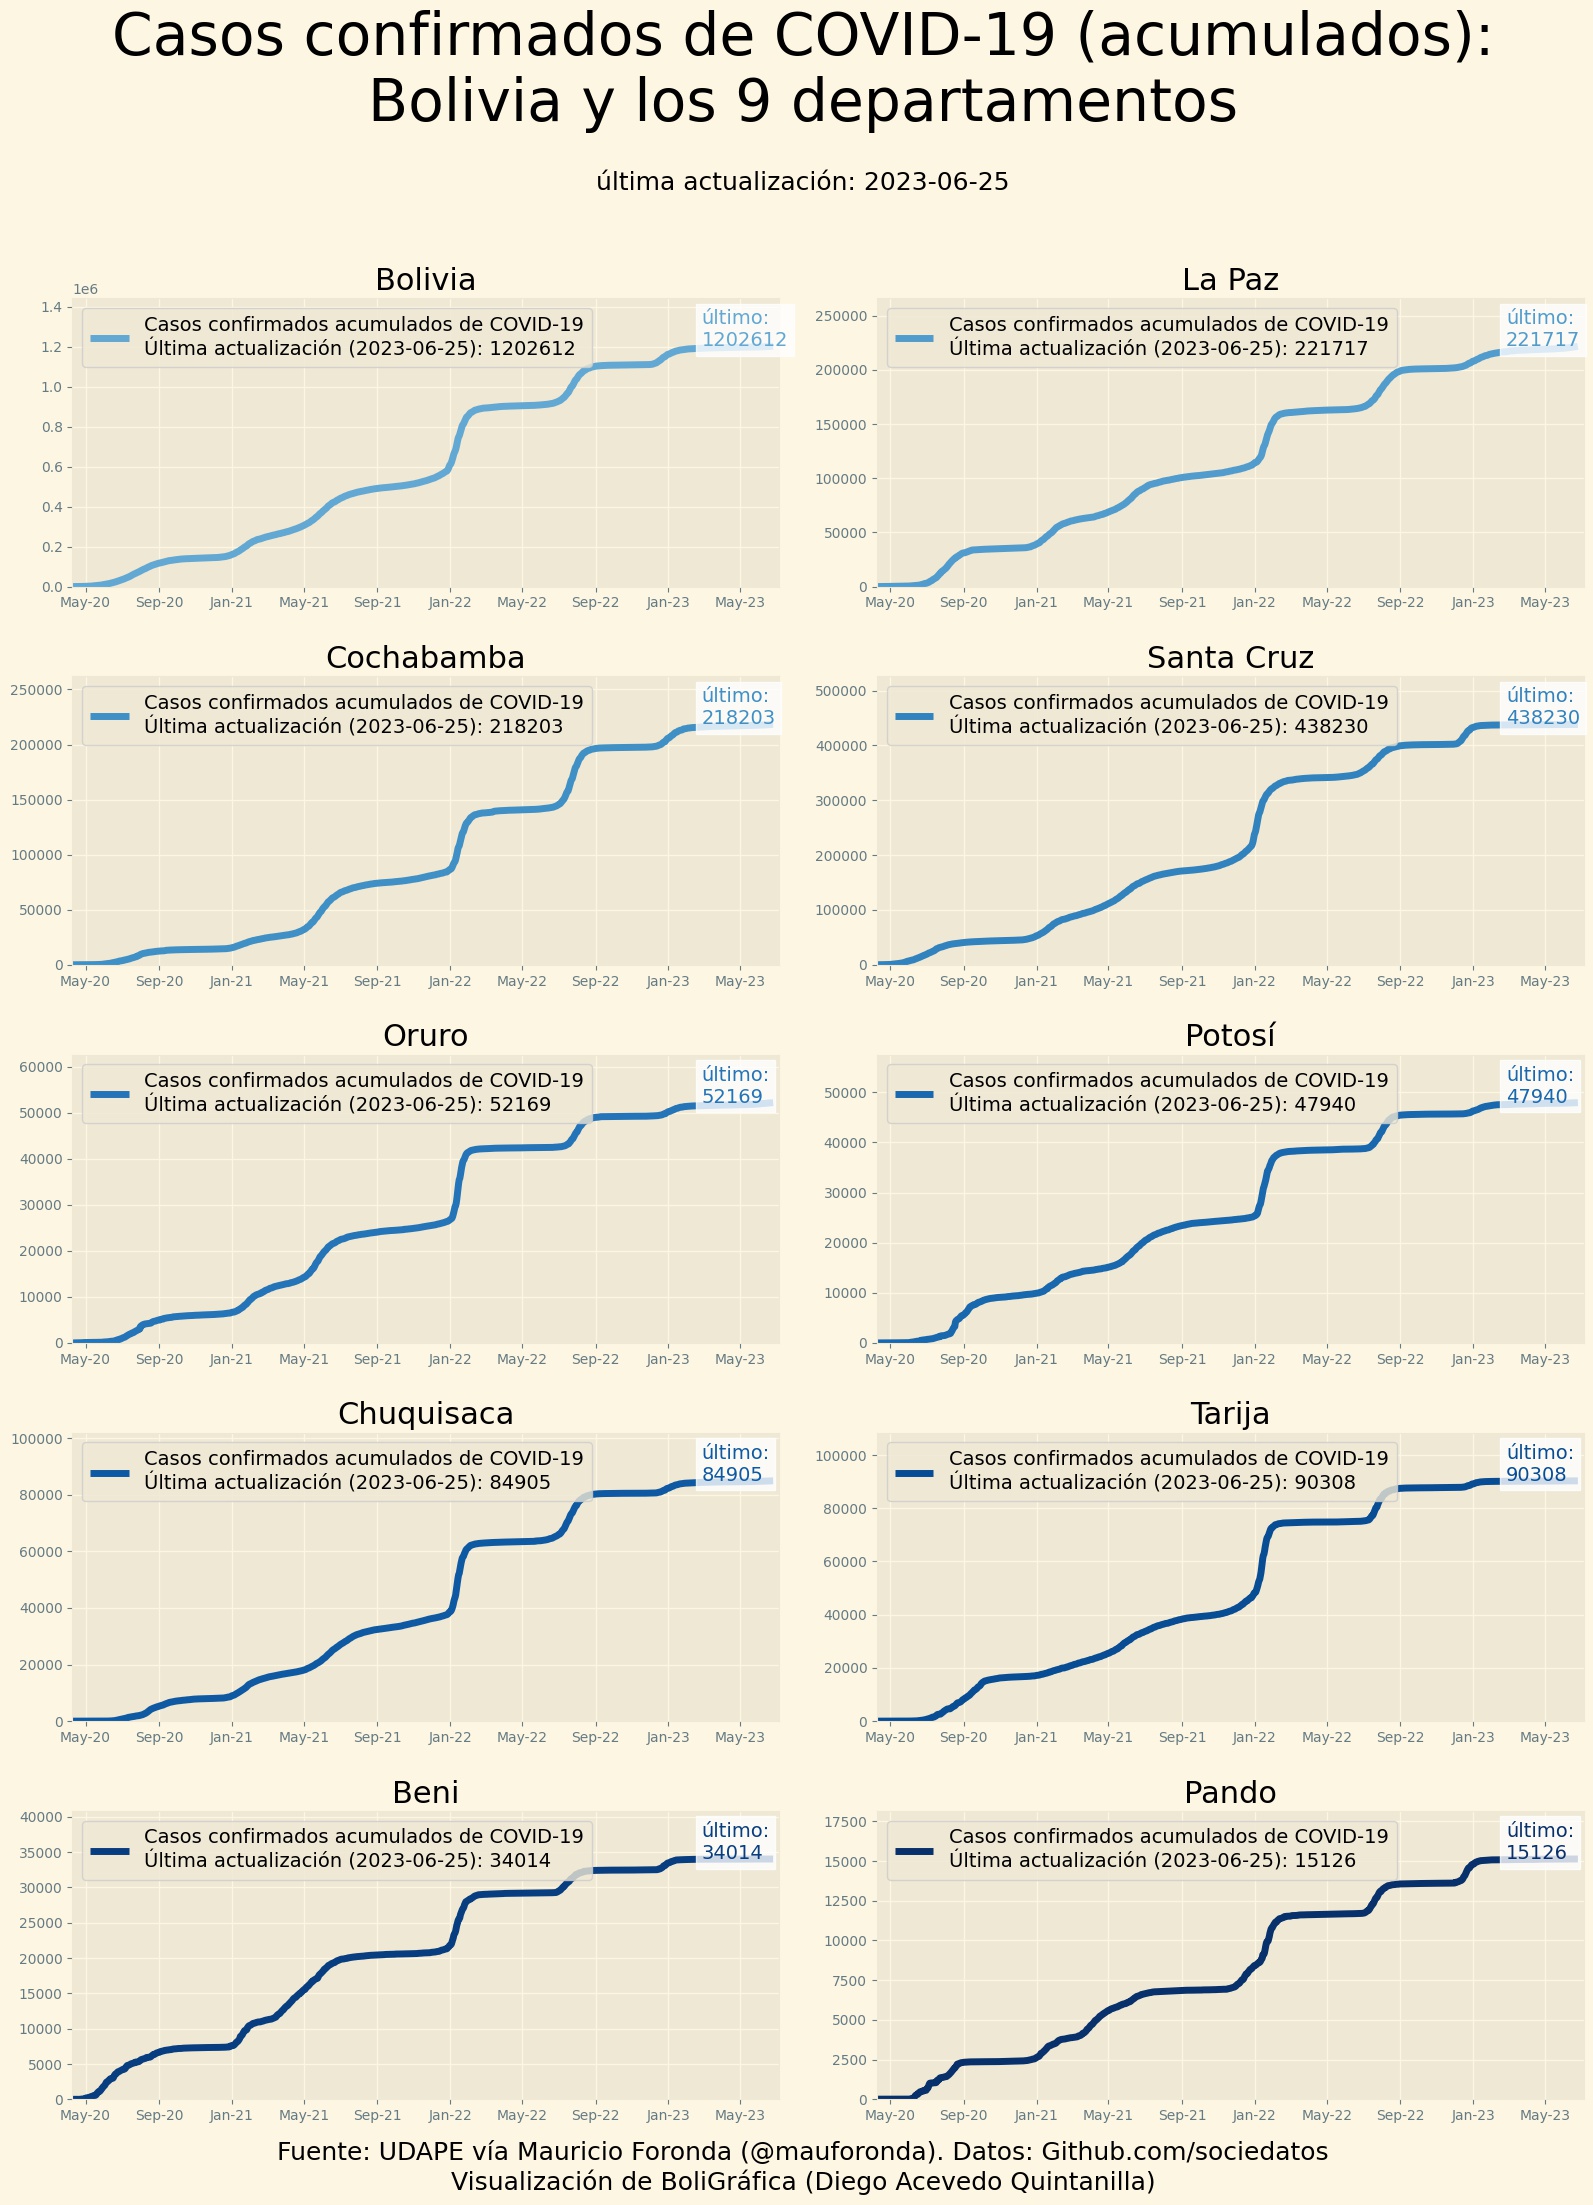 Casos confirmados de COVID-19 (acumulados):
Bolivia y los 9 departamentos
última actualización: 2023-06-25
Bolivia
1e6
1.4
1.2
1.0
0.8
0.6
0.4
0.2
0.0
Casos confirmados acumulados de COVID-19
Última actualización (2023-06-25): 1202612
último:
1202612
May-20 Sep-20 Jan-21 May-21 Sep-21 Jan-22 May-22 Sep-22 Jan-23 May-23
La Paz
250000
200000
150000
100000
50000
0
Casos confirmados acumulados de COVID-19
Última actualización (2023-06-25): 221717
último:
221717
May-20 Sep-20 Jan-21 May-21 Sep-21 Jan-22 May-22 Sep-22 Jan-23 May-23
Cochabamba
250000
200000
150000
100000
50000
0
Casos confirmados acumulados de COVID-19
Última actualización (2023-06-25): 218203
último:
218203
May-20 Sep-20 Jan-21 May-21 Sep-21 Jan-22 May-22 Sep-22 Jan-23 May-23
Santa Cruz
500000
400000
300000
200000
100000
0
Casos confirmados acumulados de COVID-19
Última actualización (2023-06-25): 438230
último:
438230
May-20 Sep-20 Jan-21 May-21 Sep-21 Jan-22 May-22 Sep-22 Jan-23 May-23
Oruro
60000
50000
40000
30000
20000
10000
0
Casos confirmados acumulados de COVID-19
Última actualización (2023-06-25): 52169
último:
52169
May-20 Sep-20 Jan-21 May-21 Sep-21 Jan-22 May-22 Sep-22 Jan-23 May-23
Potosí
50000
40000
30000
20000
10000
0
Casos confirmados acumulados de COVID-19
Última actualización (2023-06-25): 47940
último:
47940
May-20 Sep-20 Jan-21 May-21 Sep-21 Jan-22 May-22 Sep-22 Jan-23 May-23
Chuquisaca
100000
80000
60000
40000
20000
0
Casos confirmados acumulados de COVID-19
Última actualización (2023-06-25): 84905
último:
84905
May-20 Sep-20 Jan-21 May-21 Sep-21 Jan-22 May-22 Sep-22 Jan-23 May-23
Tarija
100000
80000
60000
40000
20000
0
Casos confirmados acumulados de COVID-19
Última actualización (2023-06-25): 90308
último:
90308
May-20 Sep-20 Jan-21 May-21 Sep-21 Jan-22 May-22 Sep-22 Jan-23 May-23
Beni
40000
35000
30000
25000
20000
15000
10000
5000
0
Casos confirmados acumulados de COVID-19
Última actualización (2023-06-25): 34014
último:
34014
May-20 Sep-20 Jan-21 May-21 Sep-21 Jan-22 May-22 Sep-22 Jan-23 May-23
Pando
17500
15000
12500
10000
7500
5000
2500
0
Casos confirmados acumulados de COVID-19
Última actualización (2023-06-25): 15126
último:
15126
May-20 Sep-20 Jan-21 May-21 Sep-21 Jan-22 May-22 Sep-22 Jan-23 May-23
Fuente: UDAPE vía Mauricio Foronda (@mauforonda). Datos: Github.com/sociedatos
Visualización de BoliGráfica (Diego Acevedo Quintanilla)